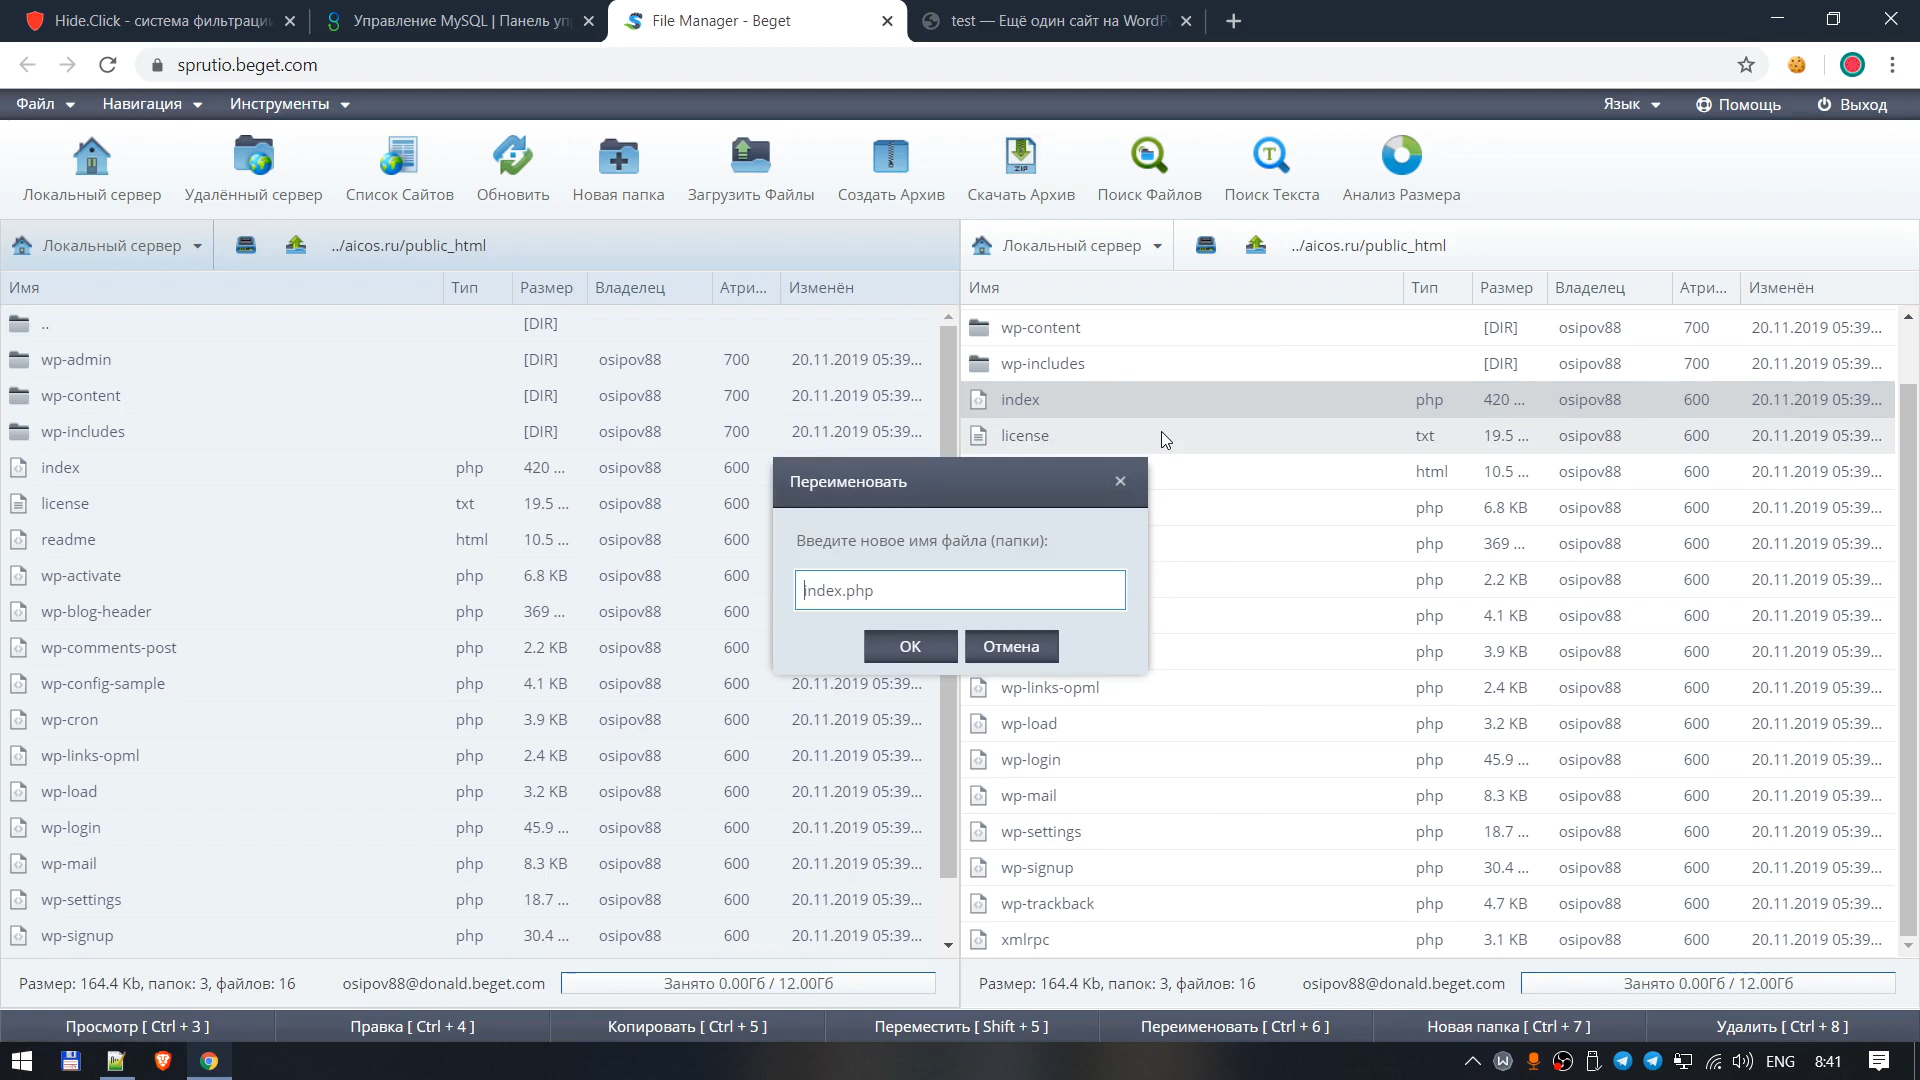 Hide.Click - система фильтраци
Управление MySQL | Панель уп
File Manager - Beget
test — Ещё один сайт на WordP
sprutio.beget.com
Файл Навигация Инструменты Язык Помощь Выход
Локальный сервер Удалённый сервер Список Сайтов Обновить Новая папка Загрузить Файлы Создать Архив Скачать Архив Поиск Файлов Поиск Текста Анализ Размера
Локальный сервер ../aicos.ru/public_html
Имя Тип Размер Владелец Атри... Изменён
.. [DIR]
wp-admin [DIR] osipov88 700 20.11.2019 05:39...
wp-content [DIR] osipov88 700 20.11.2019 05:39...
wp-includes [DIR] osipov88 700 20.11.2019 05:39...
index php 420 ... osipov88 600
license txt 19.5 ... osipov88 600
readme html 10.5 ... osipov88 600
wp-activate php 6.8 KB osipov88 600
wp-blog-header php 369 ... osipov88 600
wp-comments-post php 2.2 KB osipov88 600
wp-config-sample php 4.1 KB osipov88 600 20.11.2019 05:39...
wp-cron php 3.9 KB osipov88 600 20.11.2019 05:39...
wp-links-opml php 2.4 KB osipov88 600 20.11.2019 05:39...
wp-load php 3.2 KB osipov88 600 20.11.2019 05:39...
wp-login php 45.9 ... osipov88 600 20.11.2019 05:39...
wp-mail php 8.3 KB osipov88 600 20.11.2019 05:39...
wp-settings php 18.7 ... osipov88 600 20.11.2019 05:39...
wp-signup php 30.4 ... osipov88 600 20.11.2019 05:39...
Размер: 164.4 Kb, папок: 3, файлов: 16 osipov88@donald.beget.com Занято 0.00Гб / 12.00Гб
Локальный сервер ../aicos.ru/public_html
Имя Тип Размер Владелец Атри... Изменён
wp-content [DIR] osipov88 700 20.11.2019 05:39...
wp-includes [DIR] osipov88 700 20.11.2019 05:39...
index php 420 ... osipov88 600 20.11.2019 05:39...
license txt 19.5 ... osipov88 600 20.11.2019 05:39...
html 10.5 ... osipov88 600 20.11.2019 05:39...
php 6.8 KB osipov88 600 20.11.2019 05:39...
php 369 ... osipov88 600 20.11.2019 05:39...
php 2.2 KB osipov88 600 20.11.2019 05:39...
php 4.1 KB osipov88 600 20.11.2019 05:39...
php 3.9 KB osipov88 600 20.11.2019 05:39...
wp-links-opml php 2.4 KB osipov88 600 20.11.2019 05:39...
wp-load php 3.2 KB osipov88 600 20.11.2019 05:39...
wp-login php 45.9 ... osipov88 600 20.11.2019 05:39...
wp-mail php 8.3 KB osipov88 600 20.11.2019 05:39...
wp-settings php 18.7 ... osipov88 600 20.11.2019 05:39...
wp-signup php 30.4 ... osipov88 600 20.11.2019 05:39...
wp-trackback php 4.7 KB osipov88 600 20.11.2019 05:39...
xmlrpc php 3.1 KB osipov88 600 20.11.2019 05:39...
Размер: 164.4 Kb, папок: 3, файлов: 16 osipov88@donald.beget.com Занято 0.00Гб / 12.00Гб
Переименовать
Введите новое имя файла (папки):
index.php
OK Отмена
Просмотр [ Ctrl + 3 ] Правка [ Ctrl + 4 ] Копировать [ Ctrl + 5 ] Переместить [ Shift + 5 ] Переименовать [ Ctrl + 6 ] Новая папка [ Ctrl + 7 ] Удалить [ Ctrl + 8 ]
ENG 8:41